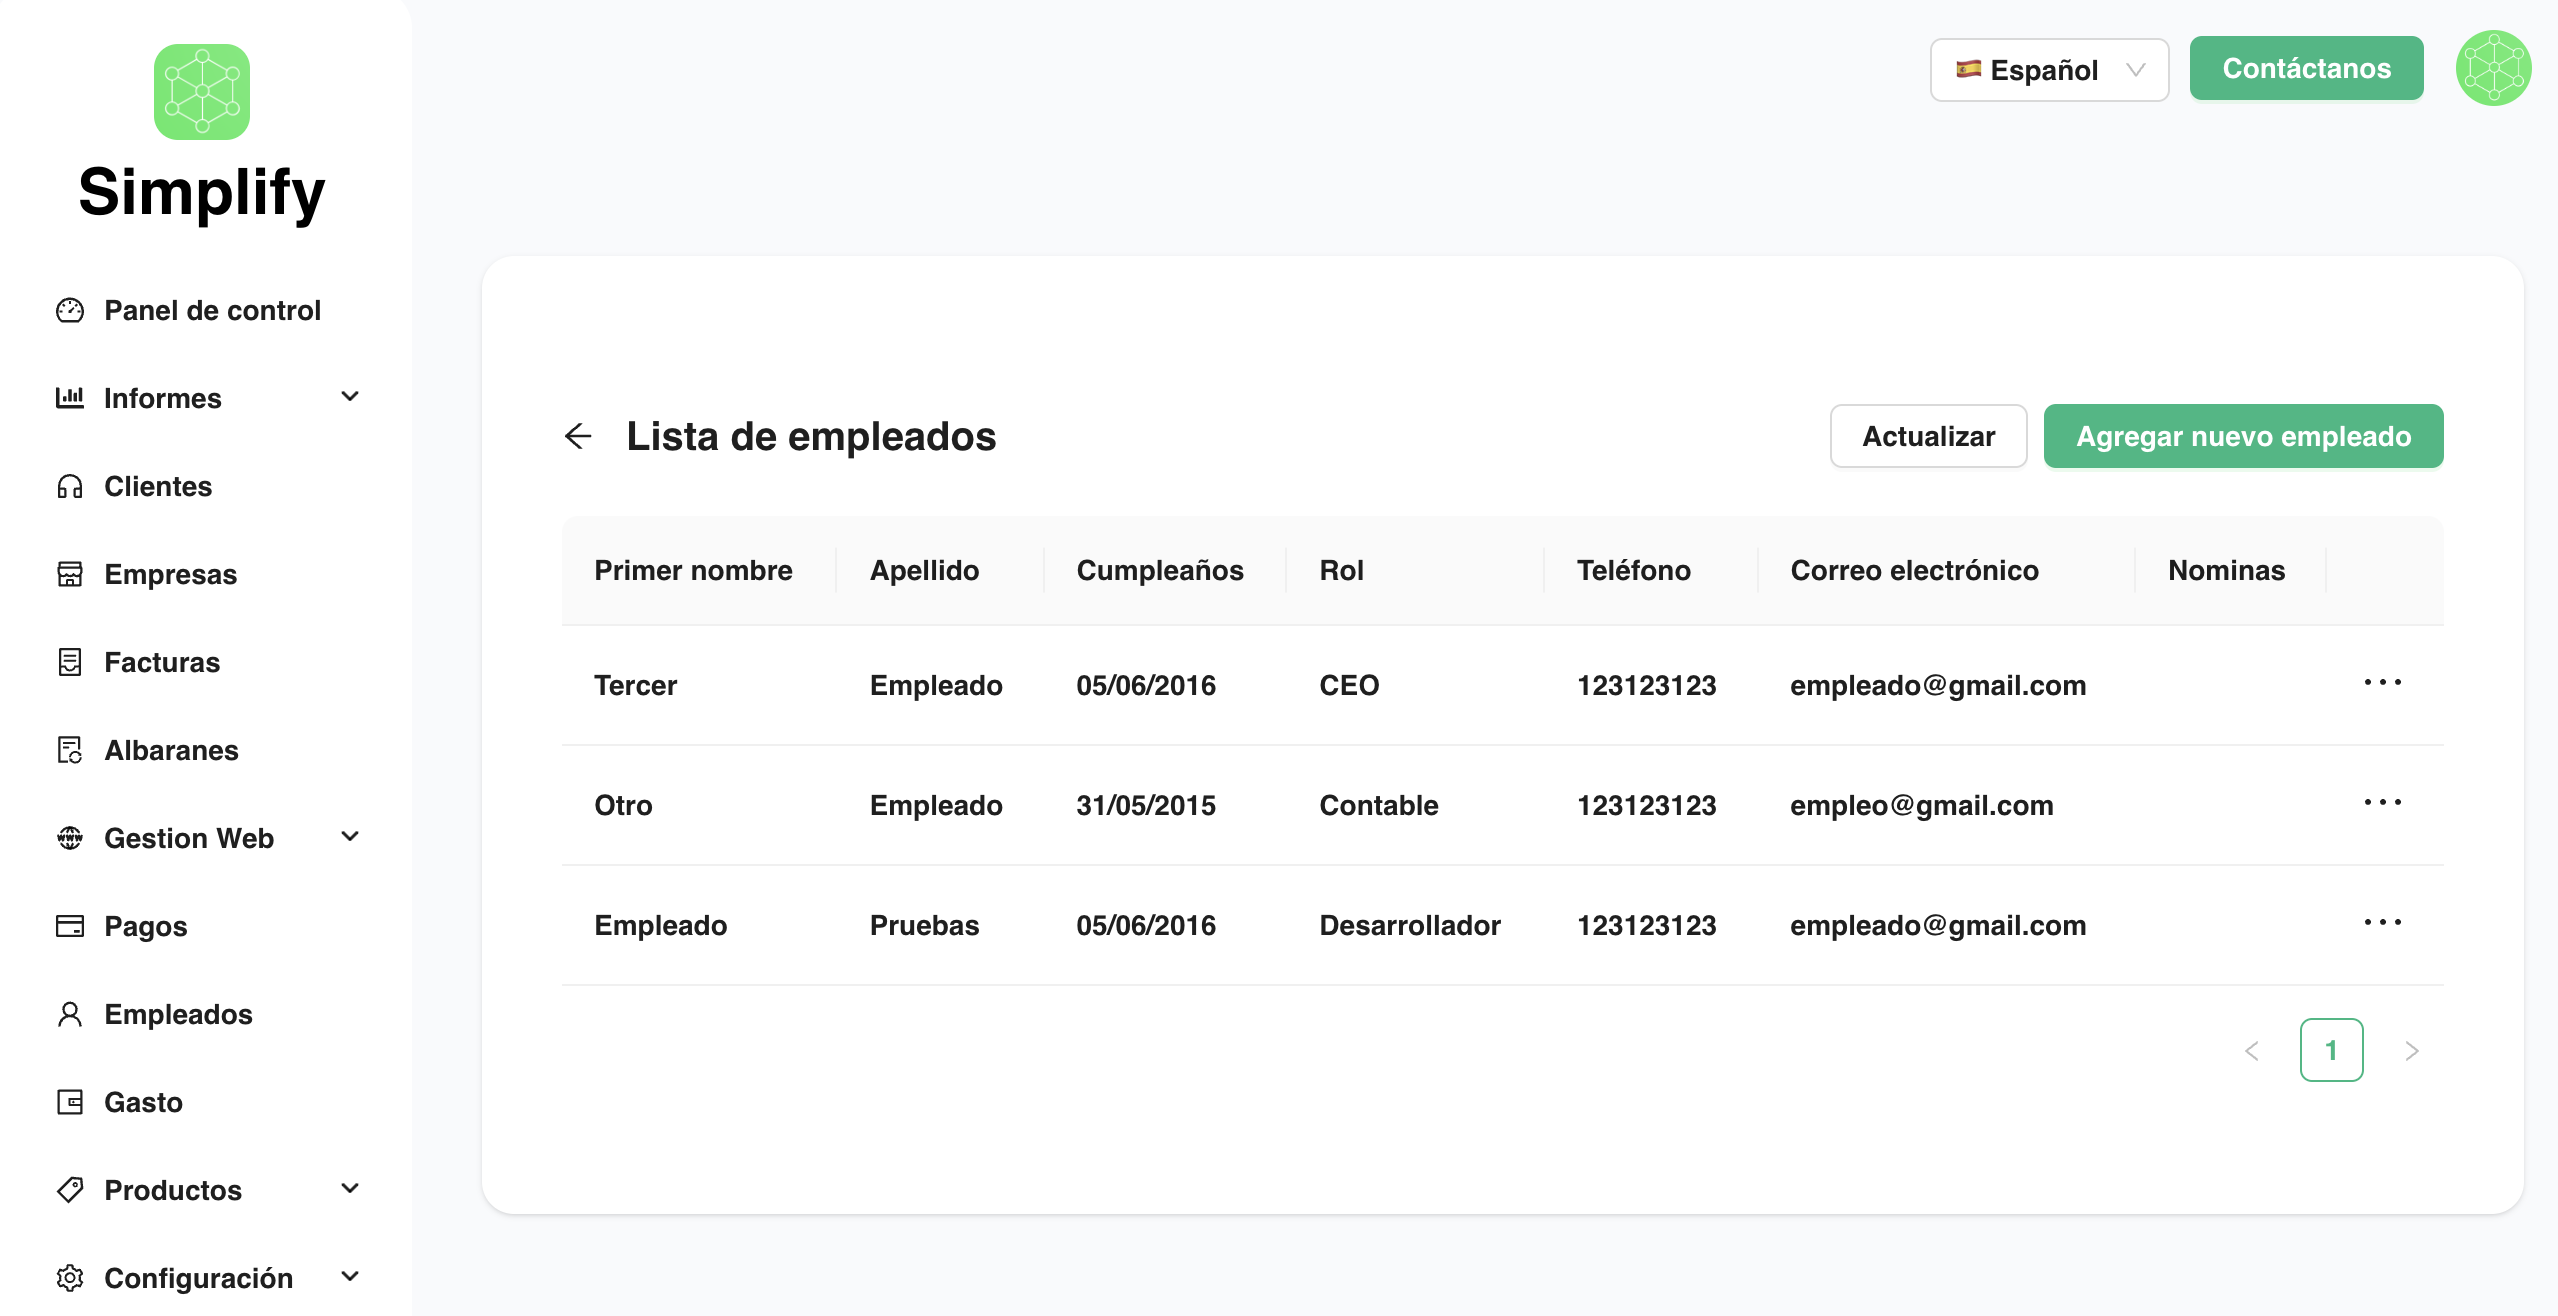 Simplify
Panel de control
Informes
Clientes
Empresas
Facturas
Albaranes
Gestion Web
Pagos
Empleados
Gasto
Productos
Configuración
Español
Contáctanos
Lista de empleados
Actualizar
Agregar nuevo empleado
Primer nombre Apellido Cumpleaños Rol Teléfono Correo electrónico Nominas
Tercer Empleado 05/06/2016 CEO 123123123 empleado@gmail.com
Otro Empleado 31/05/2015 Contable 123123123 empleo@gmail.com
Empleado Pruebas 05/06/2016 Desarrollador 123123123 empleado@gmail.com
1